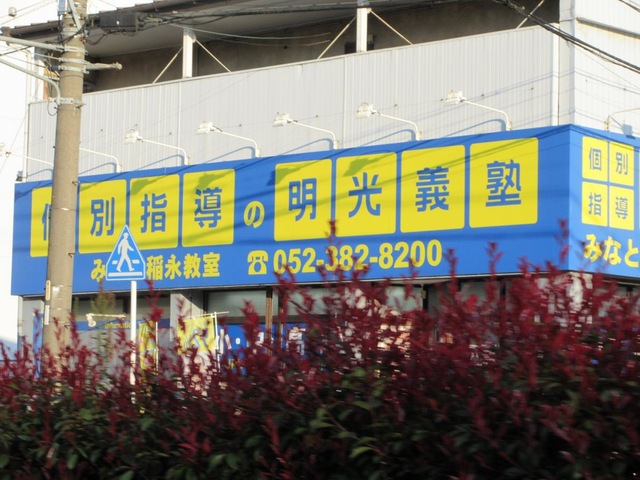 個別指導の明光義塾
み 稲永教室
☎052-382-8200
個別
指導
みなと